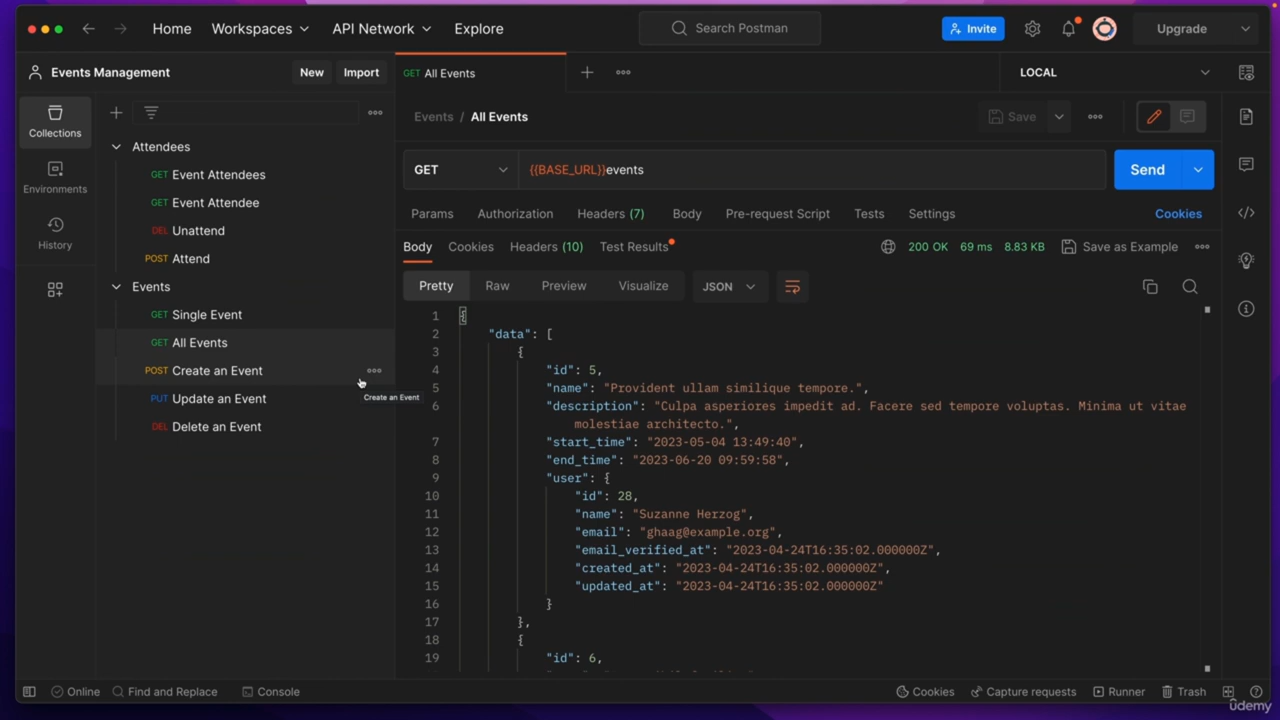 Home Workspaces API Network Explore Search Postman Invite Upgrade
Events Management New Import GET All Events LOCAL
Collections
Environments
History
Attendees
GET Event Attendees
GET Event Attendee
DEL Unattend
POST Attend
Events
GET Single Event
GET All Events
POST Create an Event
Create an Event
PUT Update an Event
DEL Delete an Event
Events / All Events Save
GET {{BASE_URL}}events Send
Params Authorization Headers (7) Body Pre-request Script Tests Settings Cookies
Body Cookies Headers (10) Test Results 200 OK 69 ms 8.83 KB Save as Example
Pretty Raw Preview Visualize JSON
1 {
2 "data": [
3 {
4 "id": 5,
5 "name": "Provident ullam similique tempore.",
6 "description": "Culpa asperiores impedit ad. Facere sed tempore voluptas. Minima ut vitae
molestiae architecto.",
7 "start_time": "2023-05-04 13:49:40",
8 "end_time": "2023-06-20 09:59:58",
9 "user": {
10 "id": 28,
11 "name": "Suzanne Herzog",
12 "email": "ghaag@example.org",
13 "email_verified_at": "2023-04-24T16:35:02.000000Z",
14 "created_at": "2023-04-24T16:35:02.000000Z",
15 "updated_at": "2023-04-24T16:35:02.000000Z"
16 }
17 },
18 {
19 "id": 6,
Online Find and Replace Console Cookies Capture requests Runner Trash
udemy